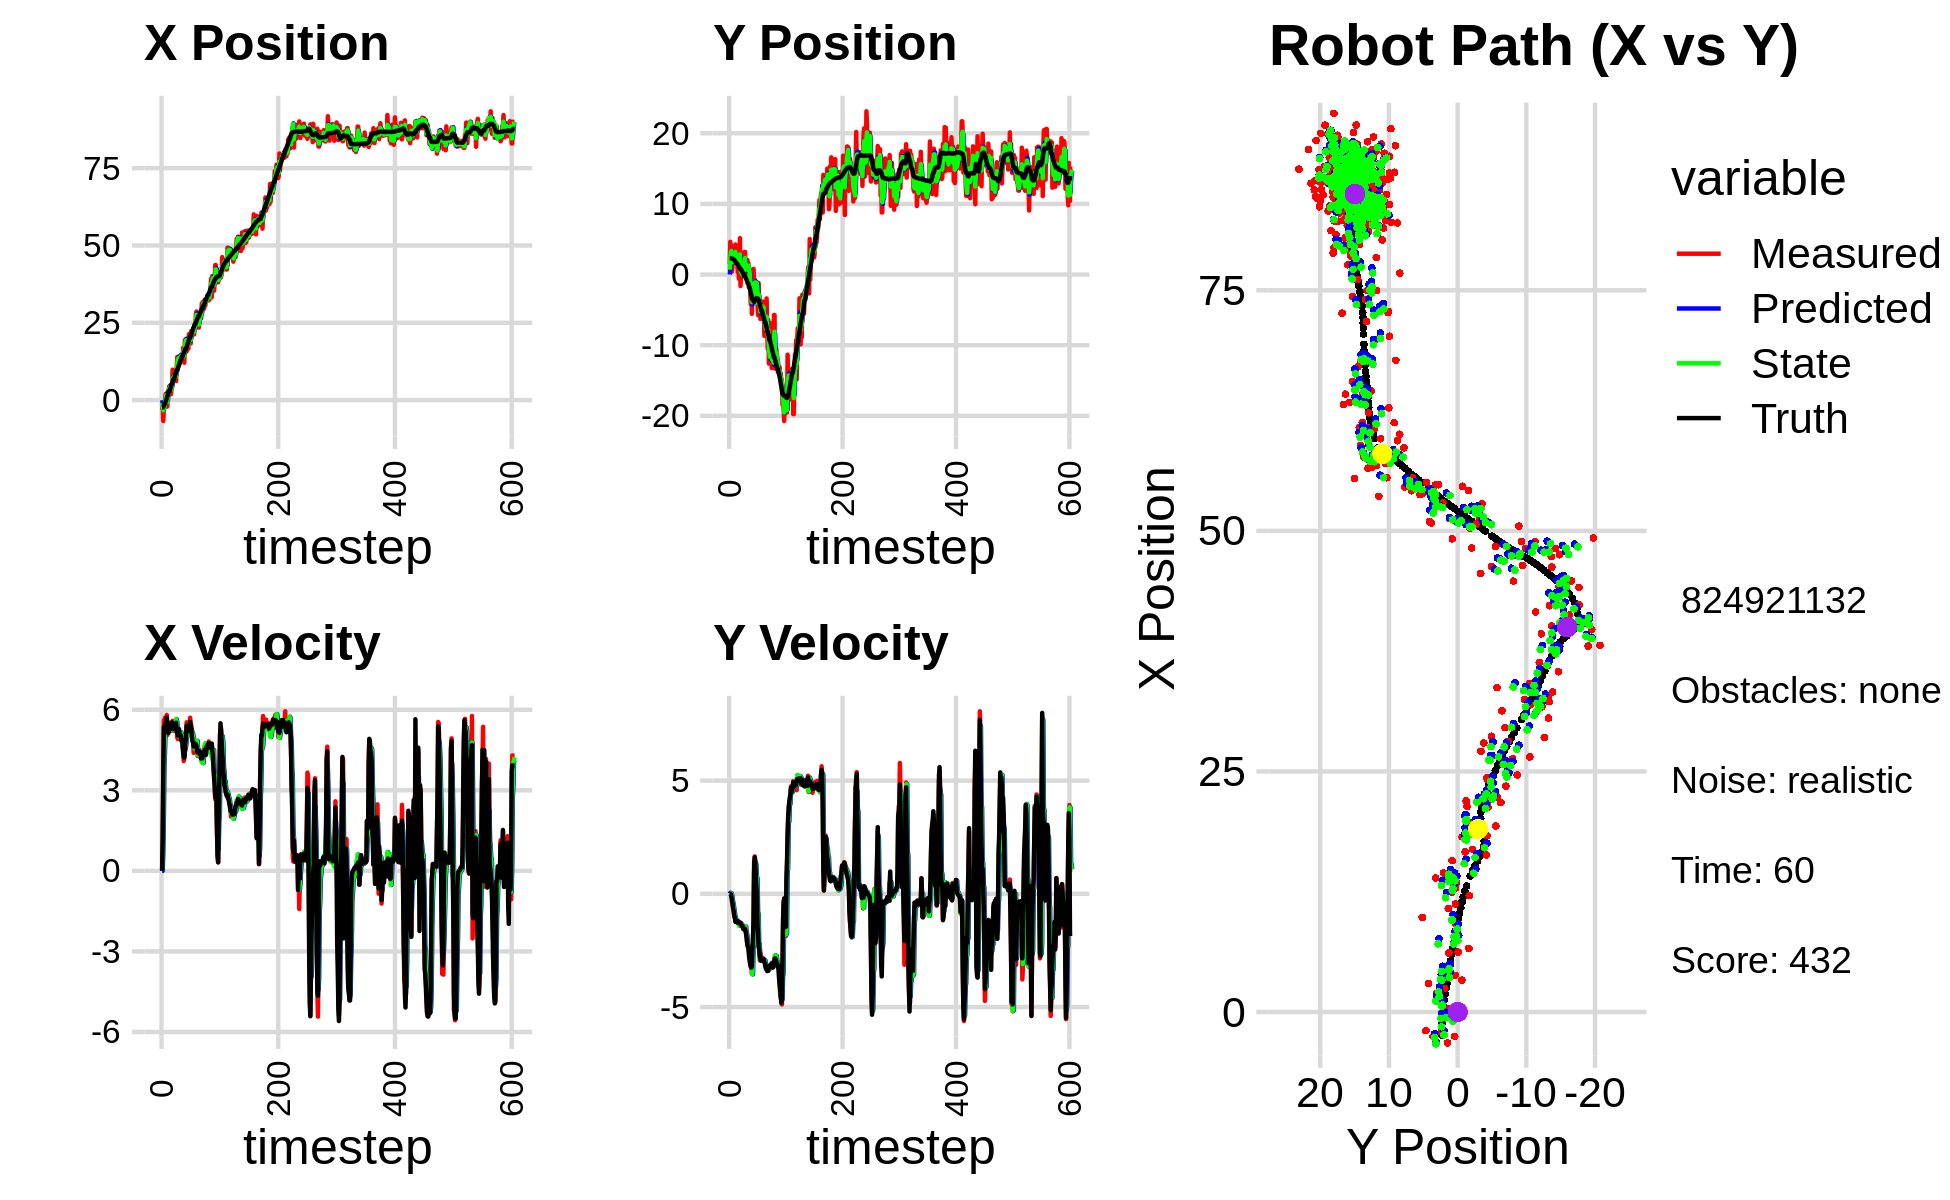 X Position
75
50
25
0
0
200
400
600
timestep
Y Position
20
10
0
-10
-20
0
200
400
600
timestep
X Velocity
6
3
0
-3
-6
0
200
400
600
timestep
Y Velocity
5
0
-5
0
200
400
600
timestep
Robot Path (X vs Y)
X Position
75
50
25
0
20 10 0 -10 -20
Y Position
variable
Measured
Predicted
State
Truth
824921132
Obstacles: none
Noise: realistic
Time: 60
Score: 432